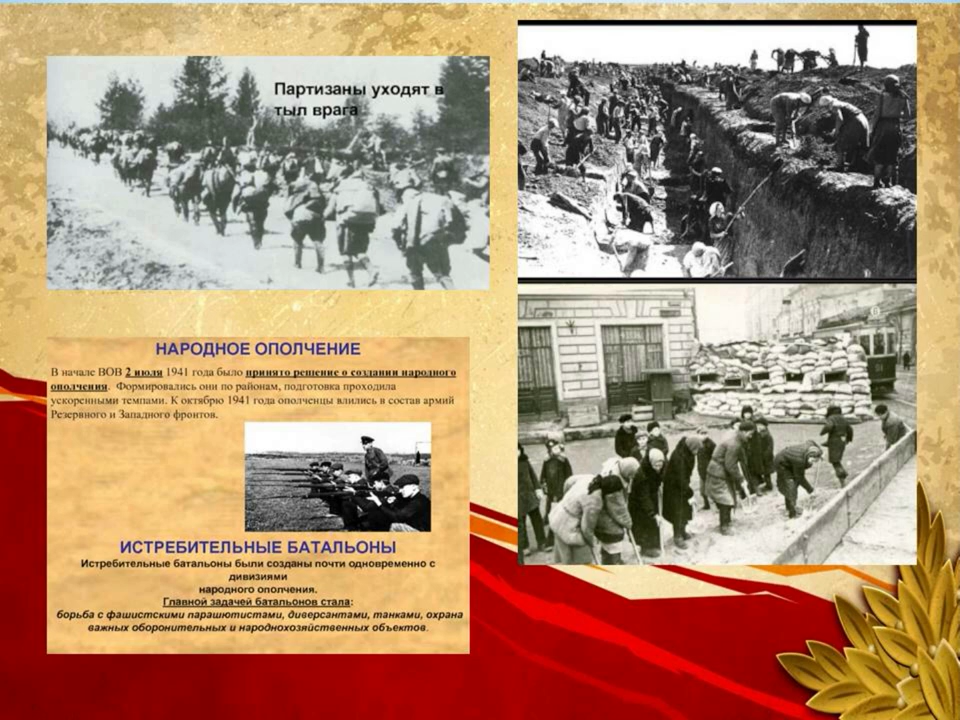 Партизаны уходят в
тыл врага
НАРОДНОЕ ОПОЛЧЕНИЕ
В начале ВОВ 2 июля 1941 года было принято решение о создании народного
ополчения. Формировались они по районам, подготовка проходила
ускоренными темпами. К октябрю 1941 года ополченцы влились в состав армий
Резервного и Западного фронтов.
ИСТРЕБИТЕЛЬНЫЕ БАТАЛЬОНЫ
Истребительные батальоны были созданы почти одновременно с
дивизиями
народного ополчения.
Главной задачей батальонов стала:
борьба с фашистскими парашютистами, диверсантами, танками, охрана
важных оборонительных и народнохозяйственных объектов.